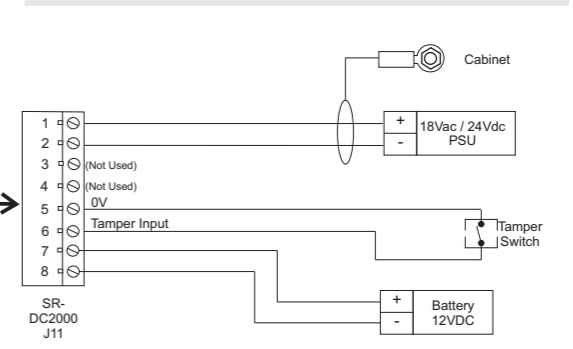 Cabinet
1
+
18Vac / 24Vdc
2
-
PSU
3
(Not Used)
4
(Not Used)
5
0V
6
Tamper Input
Tamper
Switch
7
8
+
Battery
-
12VDC
SR-
DC2000
J11